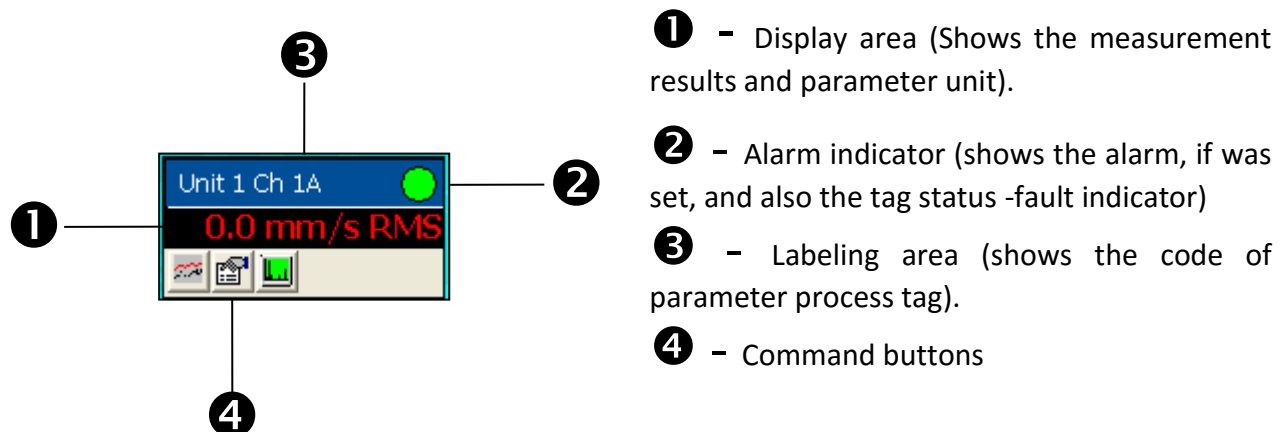 ❸
❶ – Display area (Shows the measurement
results and parameter unit).
❷ – Alarm indicator (shows the alarm, if was
set, and also the tag status -fault indicator)
❸ – Labeling area (shows the code of
parameter process tag).
❹ – Command buttons
Unit 1 Ch 1A
❷
❶
0.0 mm/s RMS
❹